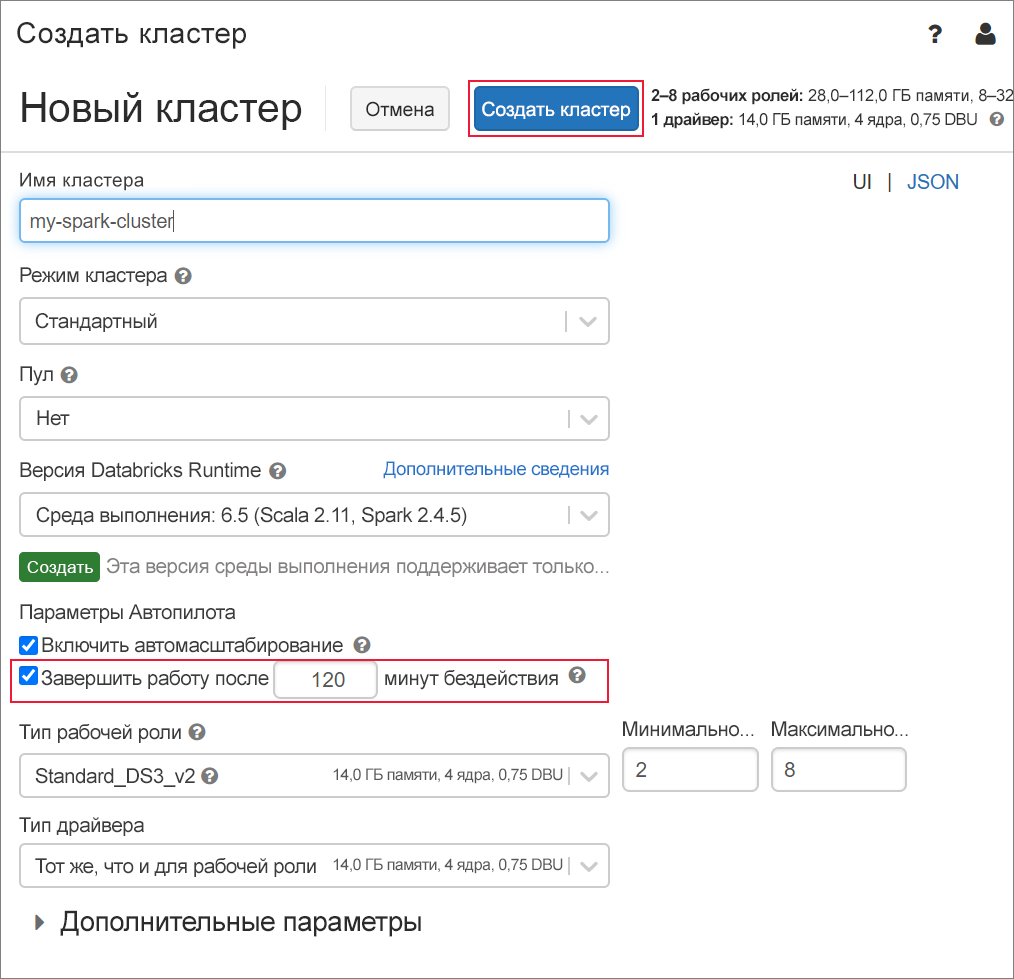 Создать кластер
?
Новый кластер
Отмена
Создать кластер
2–8 рабочих ролей: 28,0–112,0 ГБ памяти, 8–32
1 драйвер: 14,0 ГБ памяти, 4 ядра, 0,75 DBU ?
Имя кластера
UI | JSON
my-spark-cluster
Режим кластера ?
Стандартный
Пул ?
Нет
Версия Databricks Runtime ? Дополнительные сведения
Среда выполнения: 6.5 (Scala 2.11, Spark 2.4.5)
Создать Эта версия среды выполнения поддерживает только...
Параметры Автопилота
Включить автомасштабирование ?
Завершить работу после 120 минут бездействия ?
Тип рабочей роли ? Минимально... Максимально...
Standard_DS3_v2 ? 14,0 ГБ памяти, 4 ядра, 0,75 DBU 2 8
Тип драйвера
Тот же, что и для рабочей роли 14,0 ГБ памяти, 4 ядра, 0,75 DBU
Дополнительные параметры